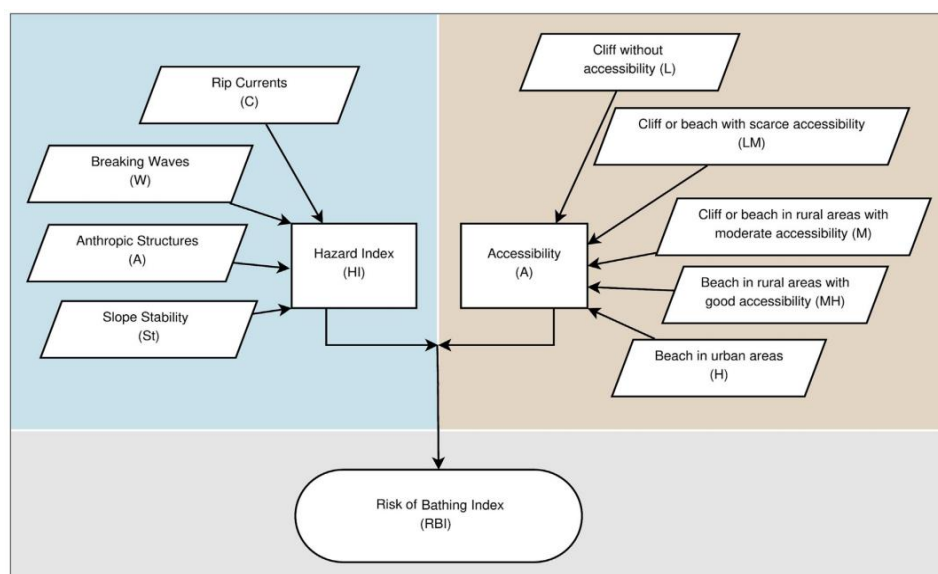 Rip Currents
(C)
Breaking Waves
(W)
Anthropic Structures
(A)
Slope Stability
(St)
Hazard Index
(HI)
Cliff without
accessibility (L)
Cliff or beach with scarce accessibility
(LM)
Cliff or beach in rural areas with
moderate accessibility (M)
Beach in rural areas with
good accessibility (MH)
Beach in urban areas
(H)
Accessibility
(A)
Risk of Bathing Index
(RBI)